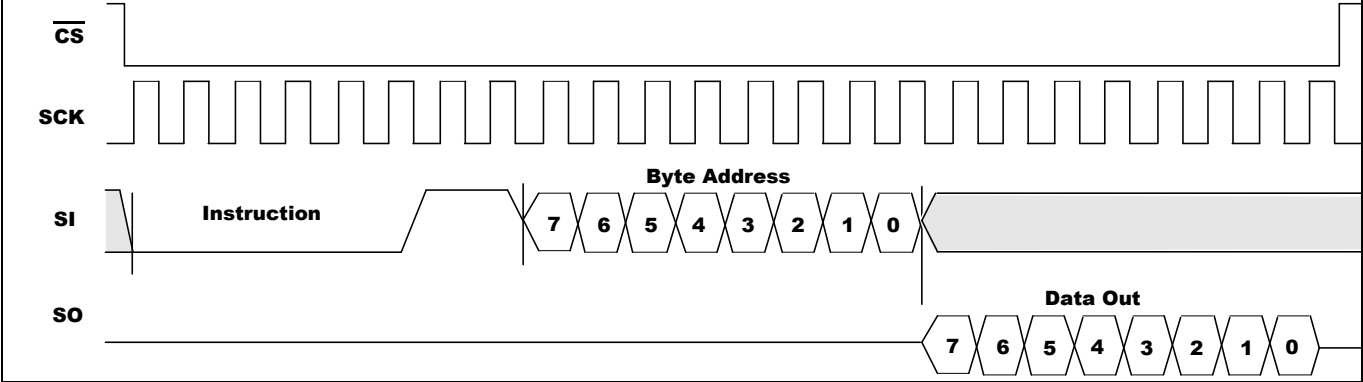 CS
SCK
Byte Address
SI
Instruction
7 6 5 4 3 2 1 0
Data Out
SO
7 6 5 4 3 2 1 0